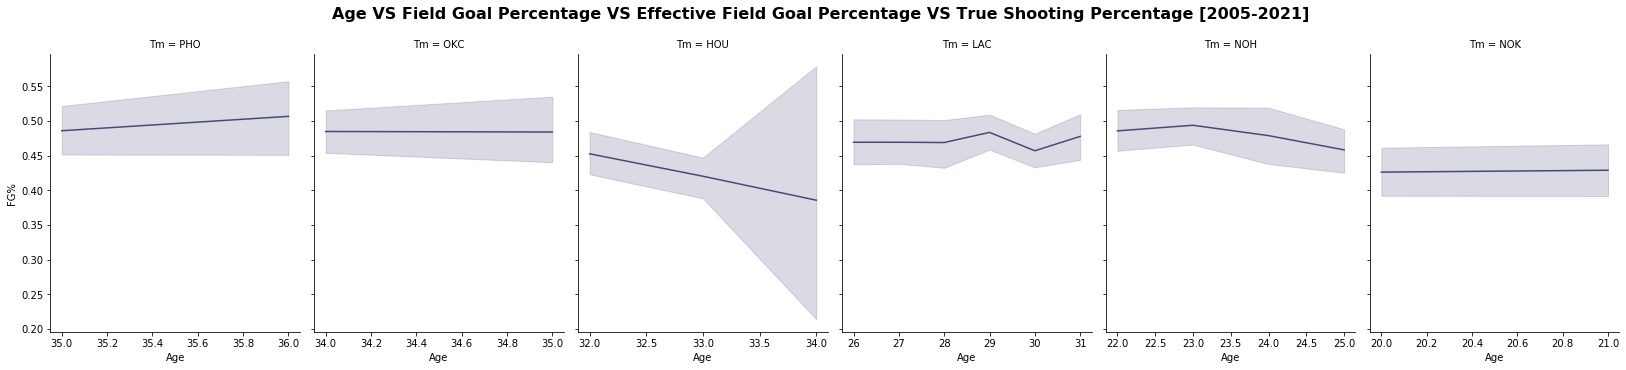 Age VS Field Goal Percentage VS Effective Field Goal Percentage VS True Shooting Percentage [2005-2021]
Tm = PHO Tm = OKC Tm = HOU Tm = LAC Tm = NOH Tm = NOK
FG%
0.55
0.50
0.45
0.40
0.35
0.30
0.25
0.20
35.0 35.2 35.4 35.6 35.8 36.0 34.0 34.2 34.4 34.6 34.8 35.0 32.0 32.5 33.0 33.5 34.0 26 27 28 29 30 31 22.0 22.5 23.0 23.5 24.0 24.5 25.0 20.0 20.2 20.4 20.6 20.8 21.0
Age Age Age Age Age Age